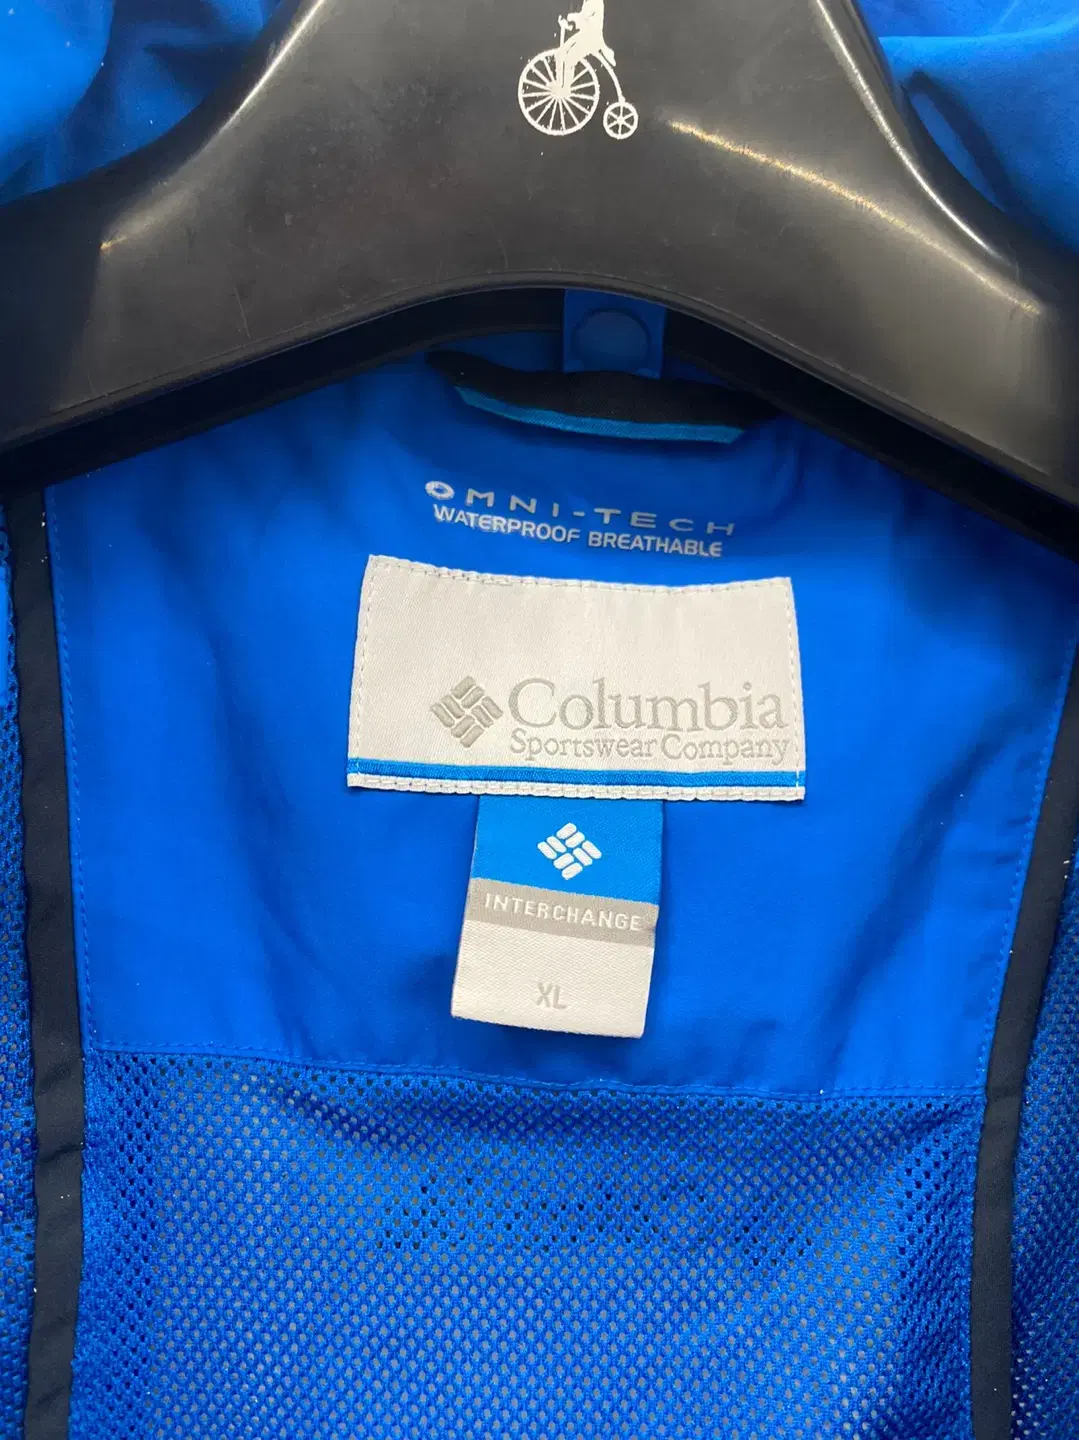 OMNI-TECH
WATERPROOF BREATHABLE
Columbia
Sportswear Company
INTERCHANGE
XL